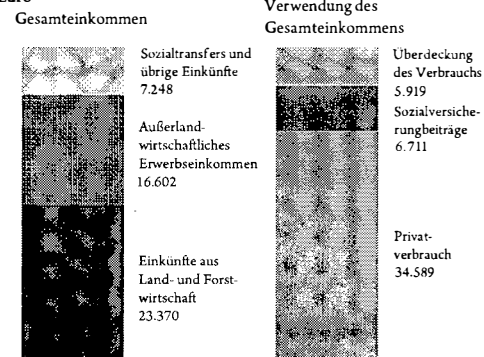 Euro
Gesamteinkommen
Sozialtransfers und
übrige Einkünfte
7.248
Außerland-
wirtschaftliches
Erwerbseinkommen
16.602
Einkünfte aus
Land- und Forst-
wirtschaft
23.370
Verwendung des
Gesamteinkommens
Überdeckung
des Verbrauchs
5.919
Sozialversiche-
rungbeiträge
6.711
Privat-
verbrauch
34.589